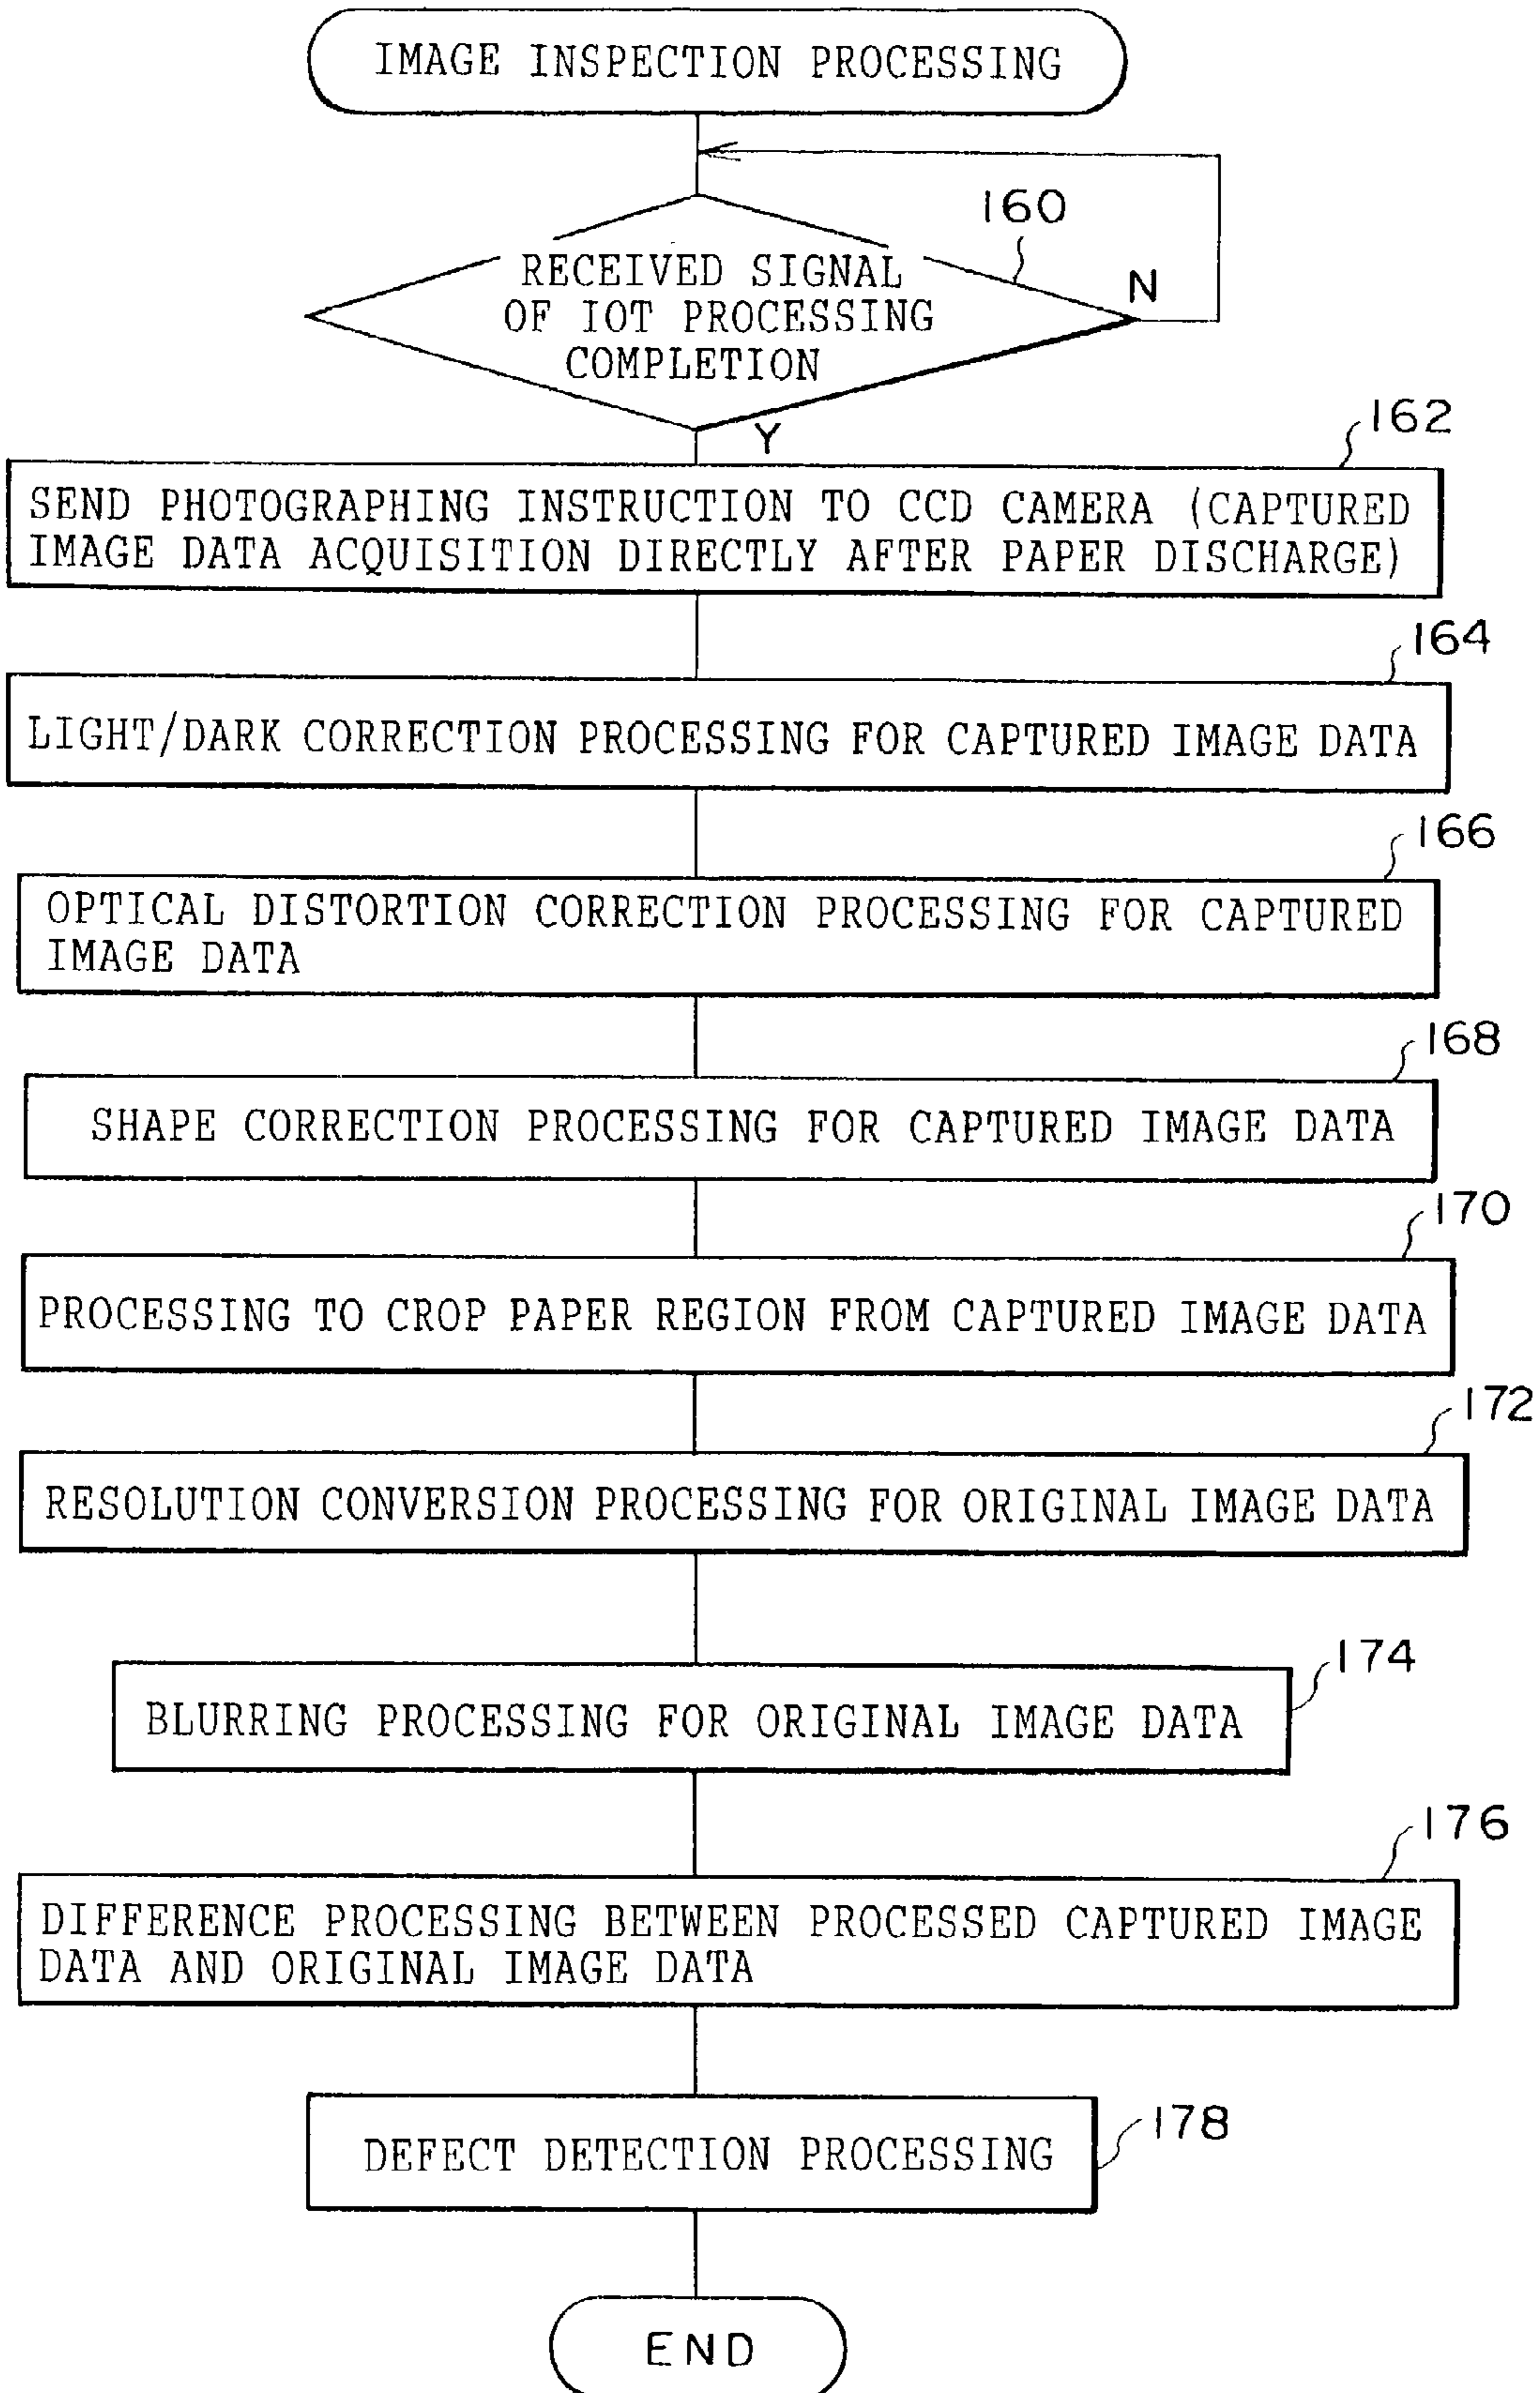 IMAGE INSPECTION PROCESSING
160
RECEIVED SIGNAL
OF IOT PROCESSING
COMPLETION
N
Y
162
SEND PHOTOGRAPHING INSTRUCTION TO CCD CAMERA (CAPTURED
IMAGE DATA ACQUISITION DIRECTLY AFTER PAPER DISCHARGE)
164
LIGHT/DARK CORRECTION PROCESSING FOR CAPTURED IMAGE DATA
166
OPTICAL DISTORTION CORRECTION PROCESSING FOR CAPTURED
IMAGE DATA
168
SHAPE CORRECTION PROCESSING FOR CAPTURED IMAGE DATA
170
PROCESSING TO CROP PAPER REGION FROM CAPTURED IMAGE DATA
172
RESOLUTION CONVERSION PROCESSING FOR ORIGINAL IMAGE DATA
174
BLURRING PROCESSING FOR ORIGINAL IMAGE DATA
176
DIFFERENCE PROCESSING BETWEEN PROCESSED CAPTURED IMAGE
DATA AND ORIGINAL IMAGE DATA
178
DEFECT DETECTION PROCESSING
END